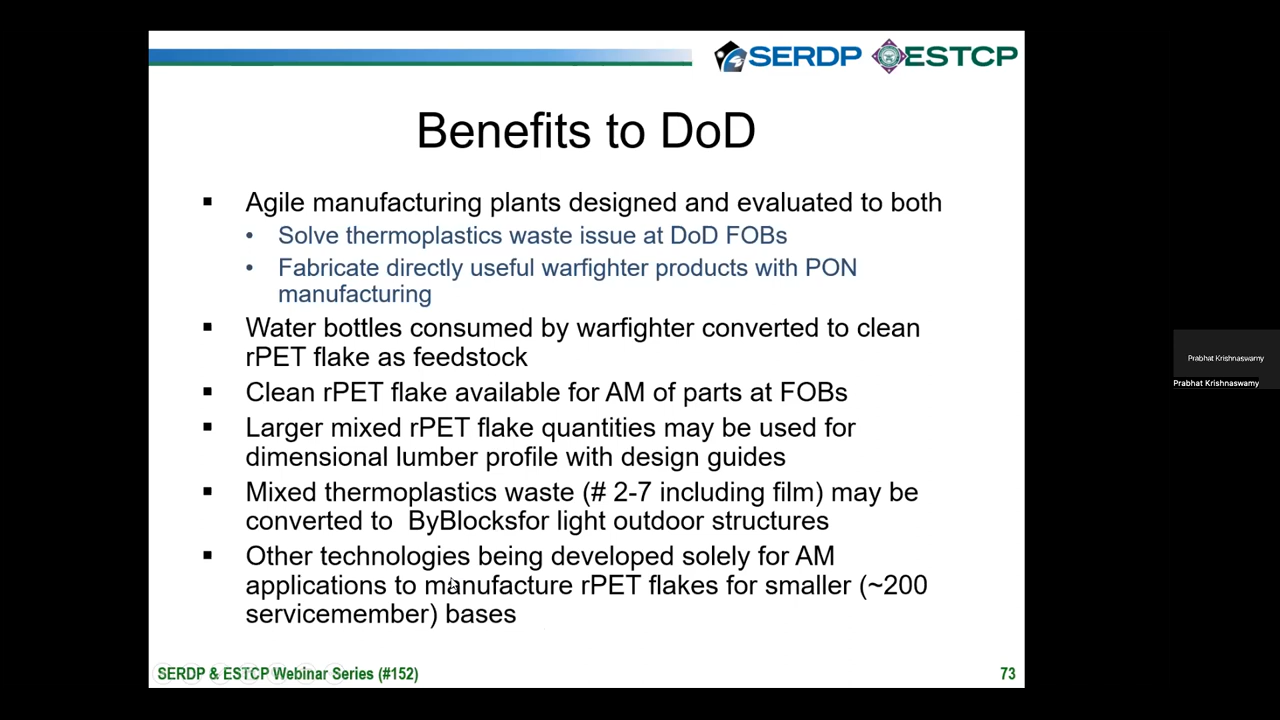 SERDP ESTCP
Benefits to DoD
▪ Agile manufacturing plants designed and evaluated to both
• Solve thermoplastics waste issue at DoD FOBs
• Fabricate directly useful warfighter products with PON
manufacturing
▪ Water bottles consumed by warfighter converted to clean
rPET flake as feedstock
▪ Clean rPET flake available for AM of parts at FOBs
▪ Larger mixed rPET flake quantities may be used for
dimensional lumber profile with design guides
▪ Mixed thermoplastics waste (# 2-7 including film) may be
converted to ByBlocksfor light outdoor structures
▪ Other technologies being developed solely for AM
applications to manufacture rPET flakes for smaller (~200
servicemember) bases
SERDP & ESTCP Webinar Series (#152) 73
Prabhat Krishnaswamy
Prabhat Krishnaswamy